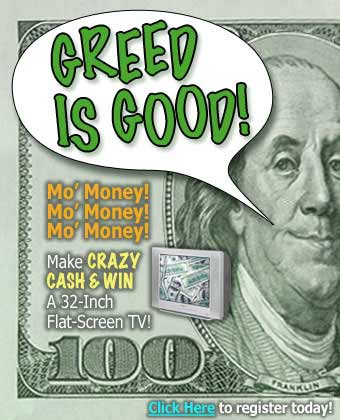 GREED
IS GOOD!
Mo' Money!
Mo' Money!
Mo' Money!
Make CRAZY
CASH & WIN
A 32-Inch
Flat-Screen TV!
FRANKLIN
100
Click Here to register today!